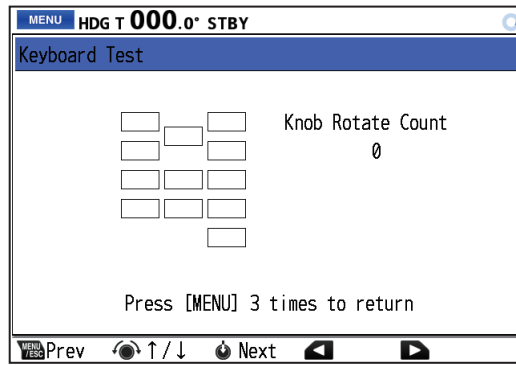 MENU HDG T 000.0° STBY
Keyboard Test
Knob Rotate Count
0
Press [MENU] 3 times to return
MENU/ESC Prev ↑/↓ Next